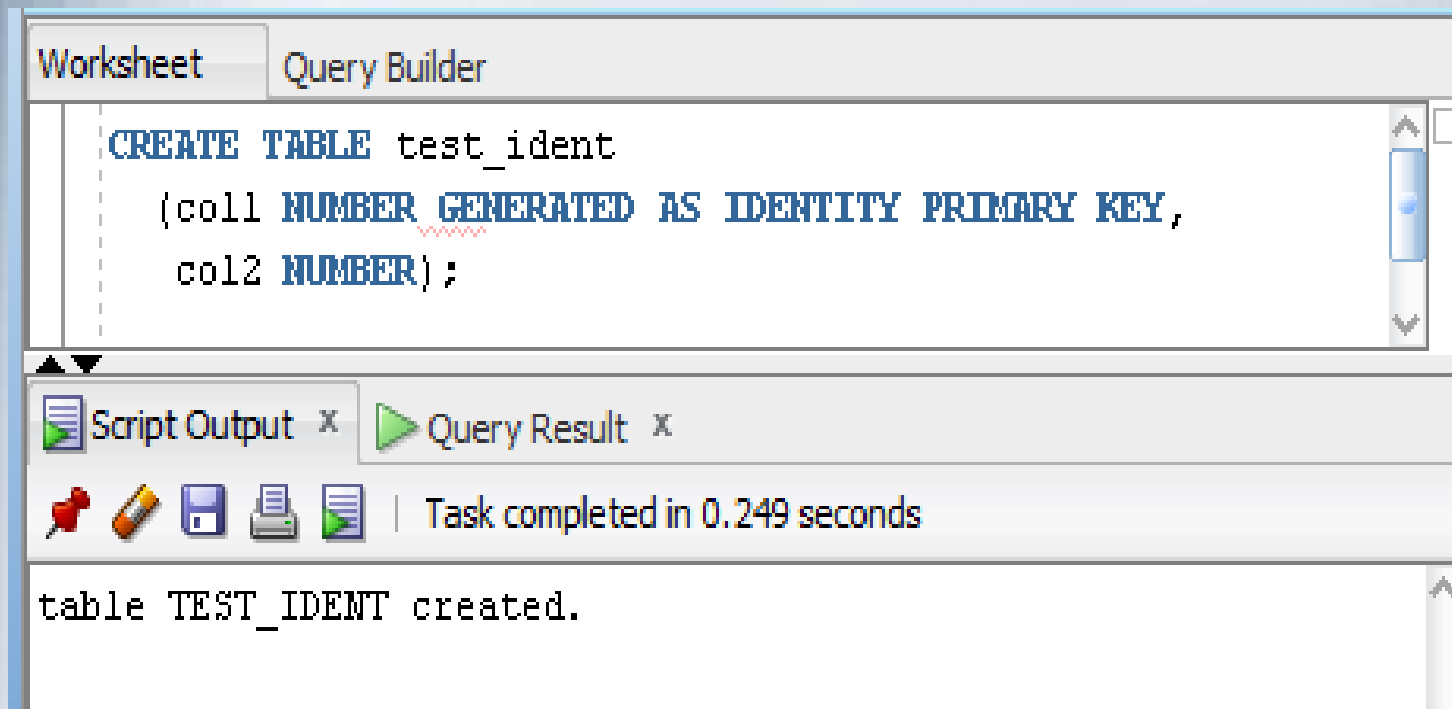 Worksheet
Query Builder
CREATE TABLE test_ident
(col1 NUMBER GENERATED AS IDENTITY PRIMARY KEY,
col2 NUMBER);
Script Output x
Query Result x
Task completed in 0.249 seconds
table TEST_IDENT created.